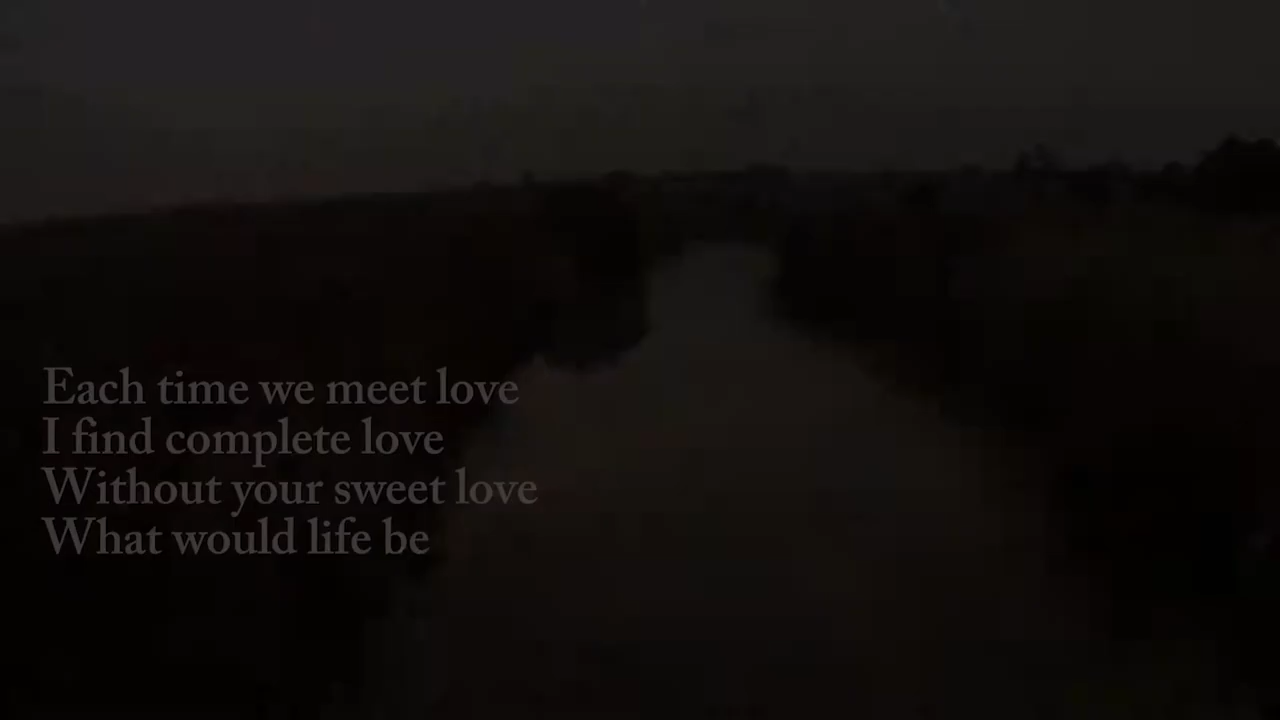 Each time we meet love
I find complete love
Without your sweet love
What would life be